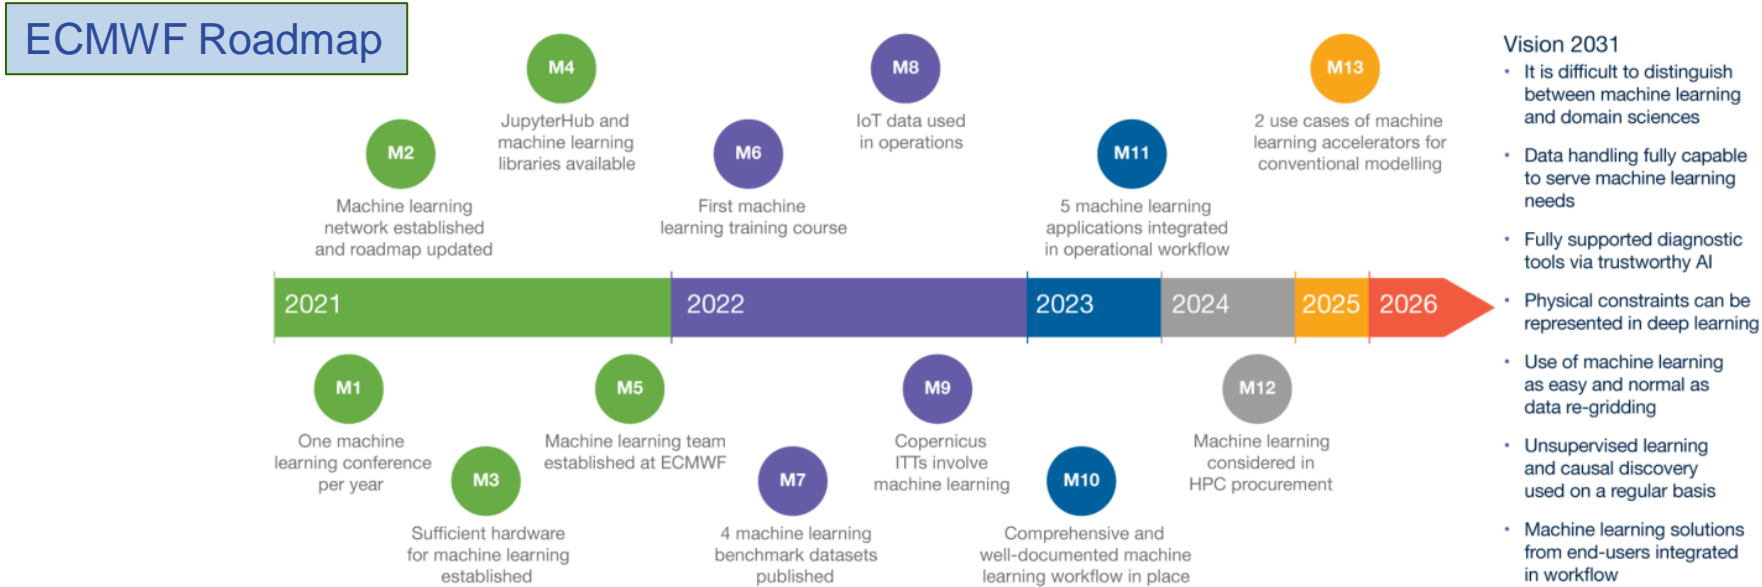 ECMWF Roadmap
M4
JupyterHub and
machine learning
libraries available
M8
IoT data used
in operations
M13
2 use cases of machine
learning accelerators for
conventional modelling
M2
Machine learning
network established
and roadmap updated
M6
First machine
learning training course
M11
5 machine learning
applications integrated
in operational workflow
2021
2022
2023
2024
2025
2026
M1
One machine
learning conference
per year
M5
Machine learning team
established at ECMWF
M9
Copernicus
ITTs involve
machine learning
M12
Machine learning
considered in
HPC procurement
M3
Sufficient hardware
for machine learning
established
M7
4 machine learning
benchmark datasets
published
M10
Comprehensive and
well-documented machine
learning workflow in place
Vision 2031
• It is difficult to distinguish
between machine learning
and domain sciences
• Data handling fully capable
to serve machine learning
needs
• Fully supported diagnostic
tools via trustworthy AI
• Physical constraints can be
represented in deep learning
• Use of machine learning
as easy and normal as
data re-gridding
• Unsupervised learning
and causal discovery
used on a regular basis
• Machine learning solutions
from end-users integrated
in workflow